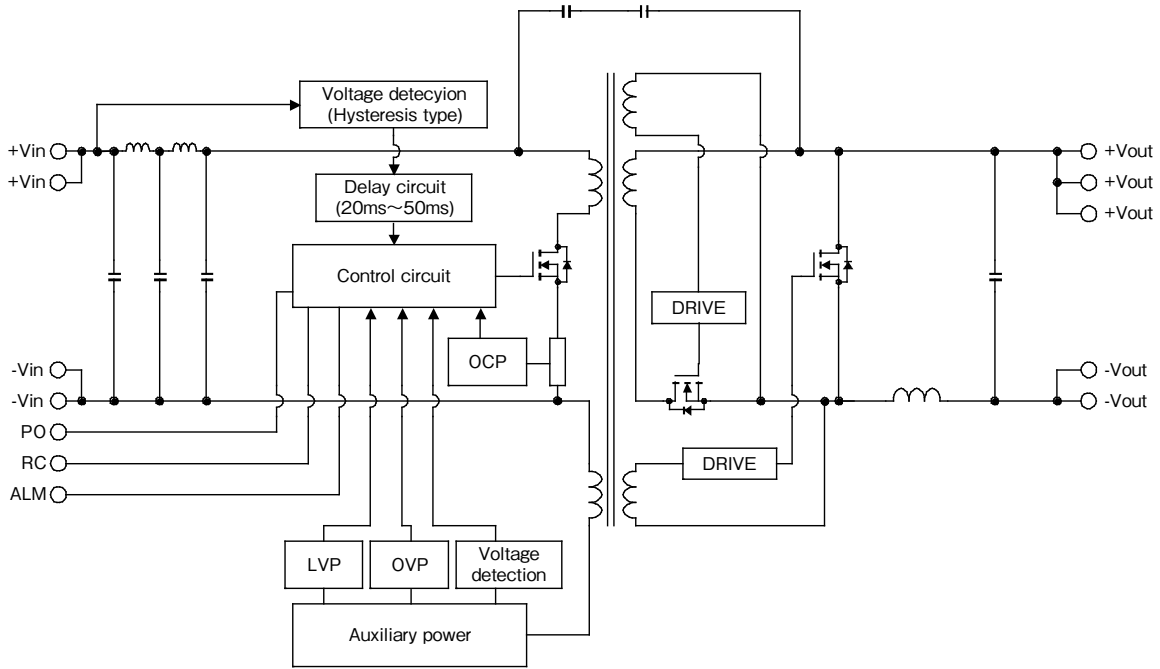 Voltage detecyion
(Hysteresis type)
+Vin
+Vin
Delay circuit
(20ms～50ms)
Control circuit
OCP
DRIVE
+Vout
+Vout
+Vout
-Vin
-Vin
PO
RC
ALM
-Vout
-Vout
DRIVE
LVP
OVP
Voltage
detection
Auxiliary power